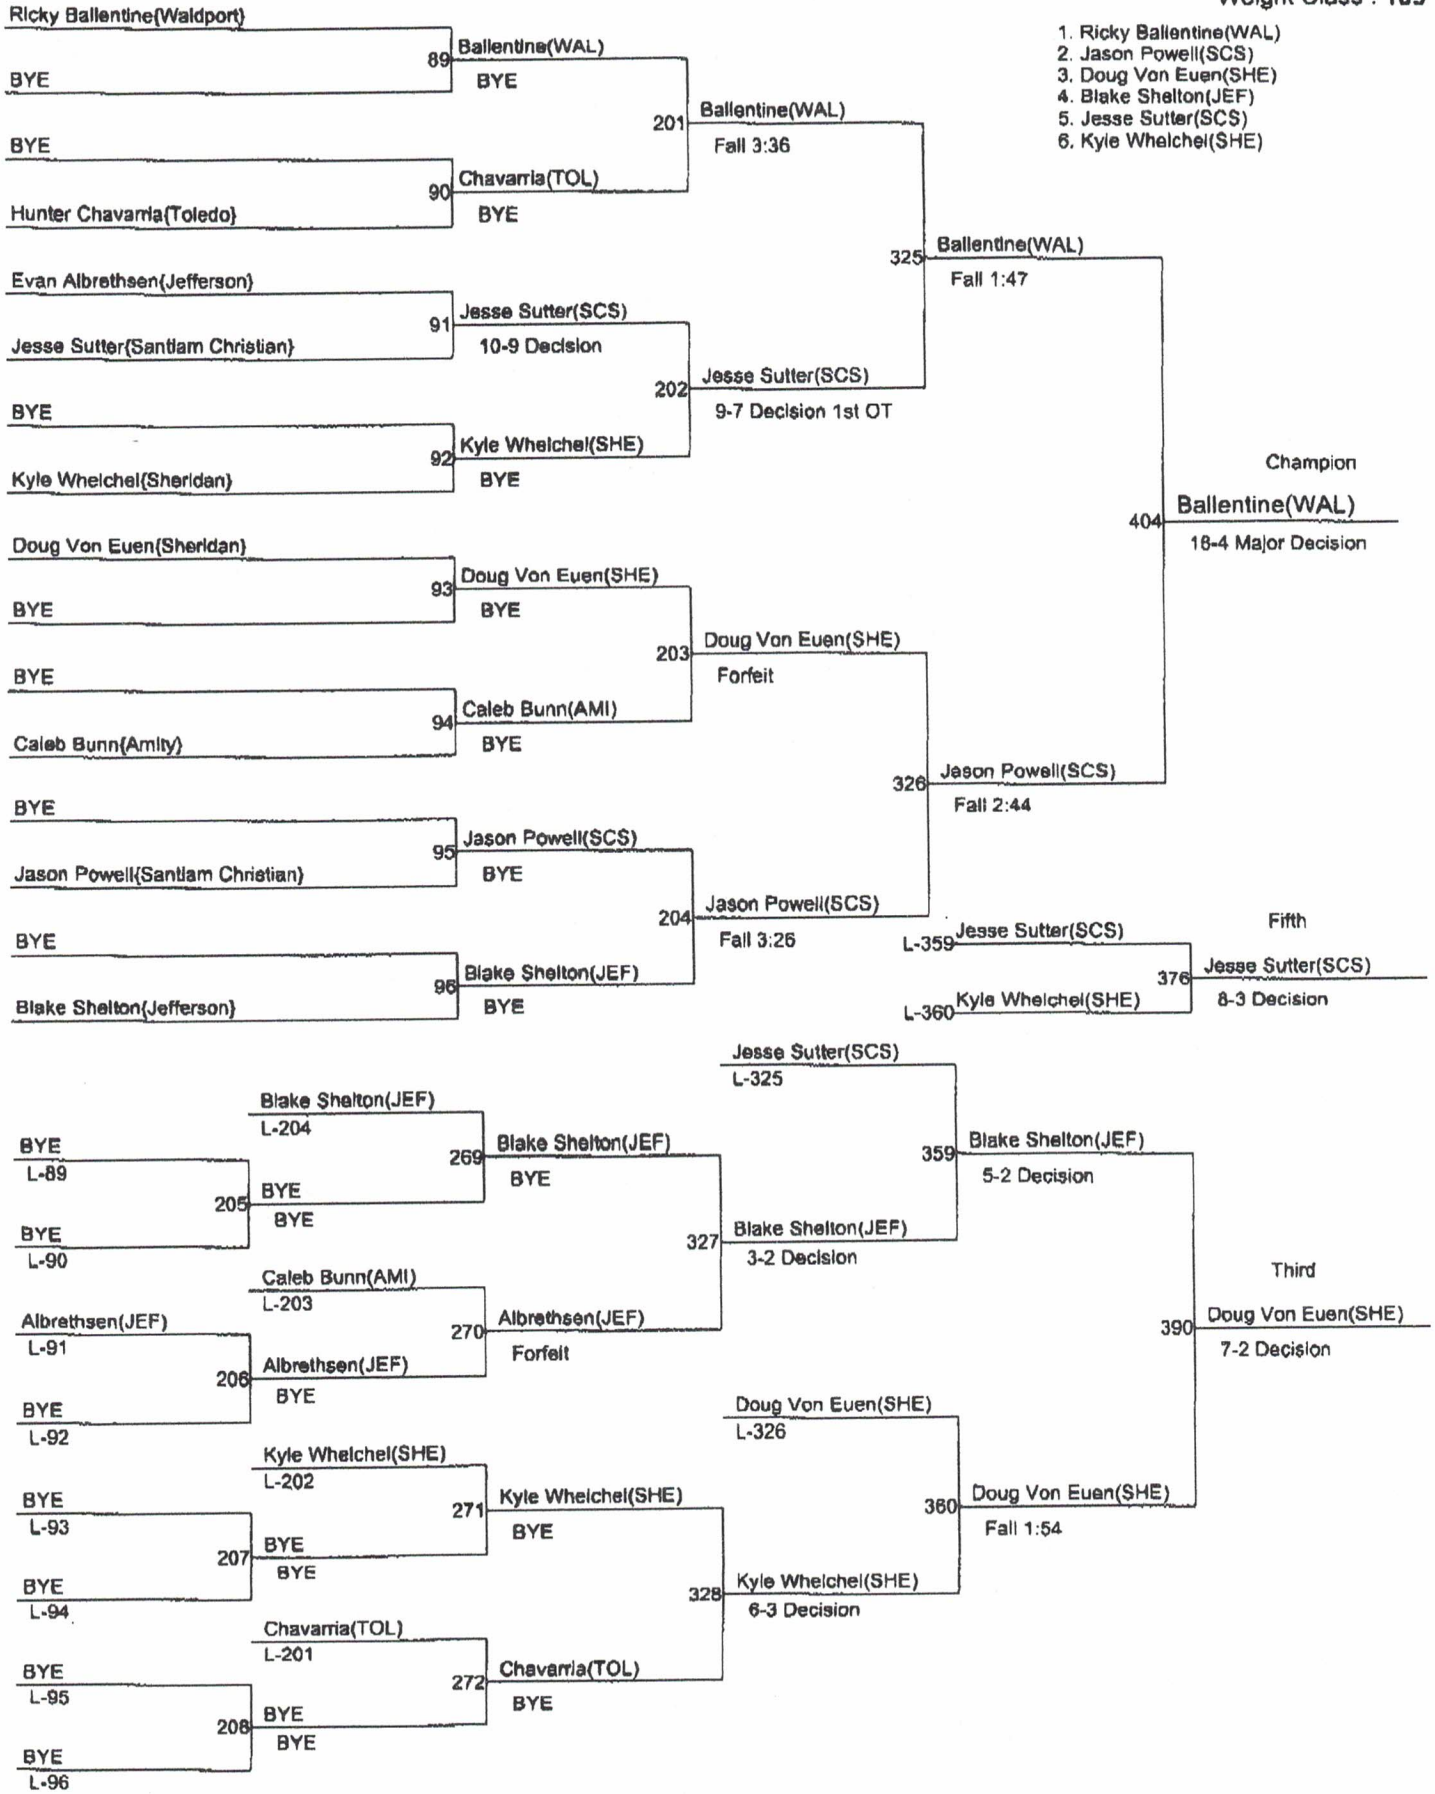 Ricky Ballentine{Waldport}
BYE
89
Ballentine(WAL)
BYE
BYE
Hunter Chavarria{Toledo}
90
Chavarria(TOL)
BYE
201
Ballentine(WAL)
Fall 3:36
Evan Albrethsen{Jefferson}
Jesse Sutter{Santiam Christian}
91
Jesse Sutter(SCS)
10-9 Decision
BYE
Kyle Whelchel{Sheridan}
92
Kyle Whelchel(SHE)
BYE
202
Jesse Sutter(SCS)
9-7 Decision 1st OT
325
Ballentine(WAL)
Fall 1:47
Doug Von Euen{Sheridan}
BYE
93
Doug Von Euen(SHE)
BYE
BYE
Caleb Bunn{Amity}
94
Caleb Bunn(AMI)
BYE
203
Doug Von Euen(SHE)
Forfeit
BYE
Jason Powell{Santiam Christian}
95
Jason Powell(SCS)
BYE
BYE
Blake Shelton{Jefferson}
96
Blake Shelton(JEF)
BYE
204
Jason Powell(SCS)
Fall 3:26
326
Jason Powell(SCS)
Fall 2:44
Champion
404
Ballentine(WAL)
16-4 Major Decision
1. Ricky Ballentine(WAL)
2. Jason Powell(SCS)
3. Doug Von Euen(SHE)
4. Blake Shelton(JEF)
5. Jesse Sutter(SCS)
6. Kyle Whelchel(SHE)
Fifth
L-359
Jesse Sutter(SCS)
L-360
Kyle Whelchel(SHE)
376
Jesse Sutter(SCS)
8-3 Decision
BYE
L-89
BYE
L-90
205
BYE
BYE
Blake Shelton(JEF)
L-204
269
Blake Shelton(JEF)
BYE
Albrethsen(JEF)
L-91
BYE
L-92
206
Albrethsen(JEF)
BYE
Caleb Bunn(AMI)
L-203
270
Albrethsen(JEF)
Forfeit
327
Blake Shelton(JEF)
3-2 Decision
Jesse Sutter(SCS)
L-325
359
Blake Shelton(JEF)
5-2 Decision
BYE
L-93
BYE
L-94
207
BYE
BYE
Kyle Whelchel(SHE)
L-202
271
Kyle Whelchel(SHE)
BYE
BYE
L-95
BYE
L-96
208
BYE
BYE
Chavarria(TOL)
L-201
272
Chavarria(TOL)
BYE
328
Kyle Whelchel(SHE)
6-3 Decision
Doug Von Euen(SHE)
L-326
360
Doug Von Euen(SHE)
Fall 1:54
Third
390
Doug Von Euen(SHE)
7-2 Decision